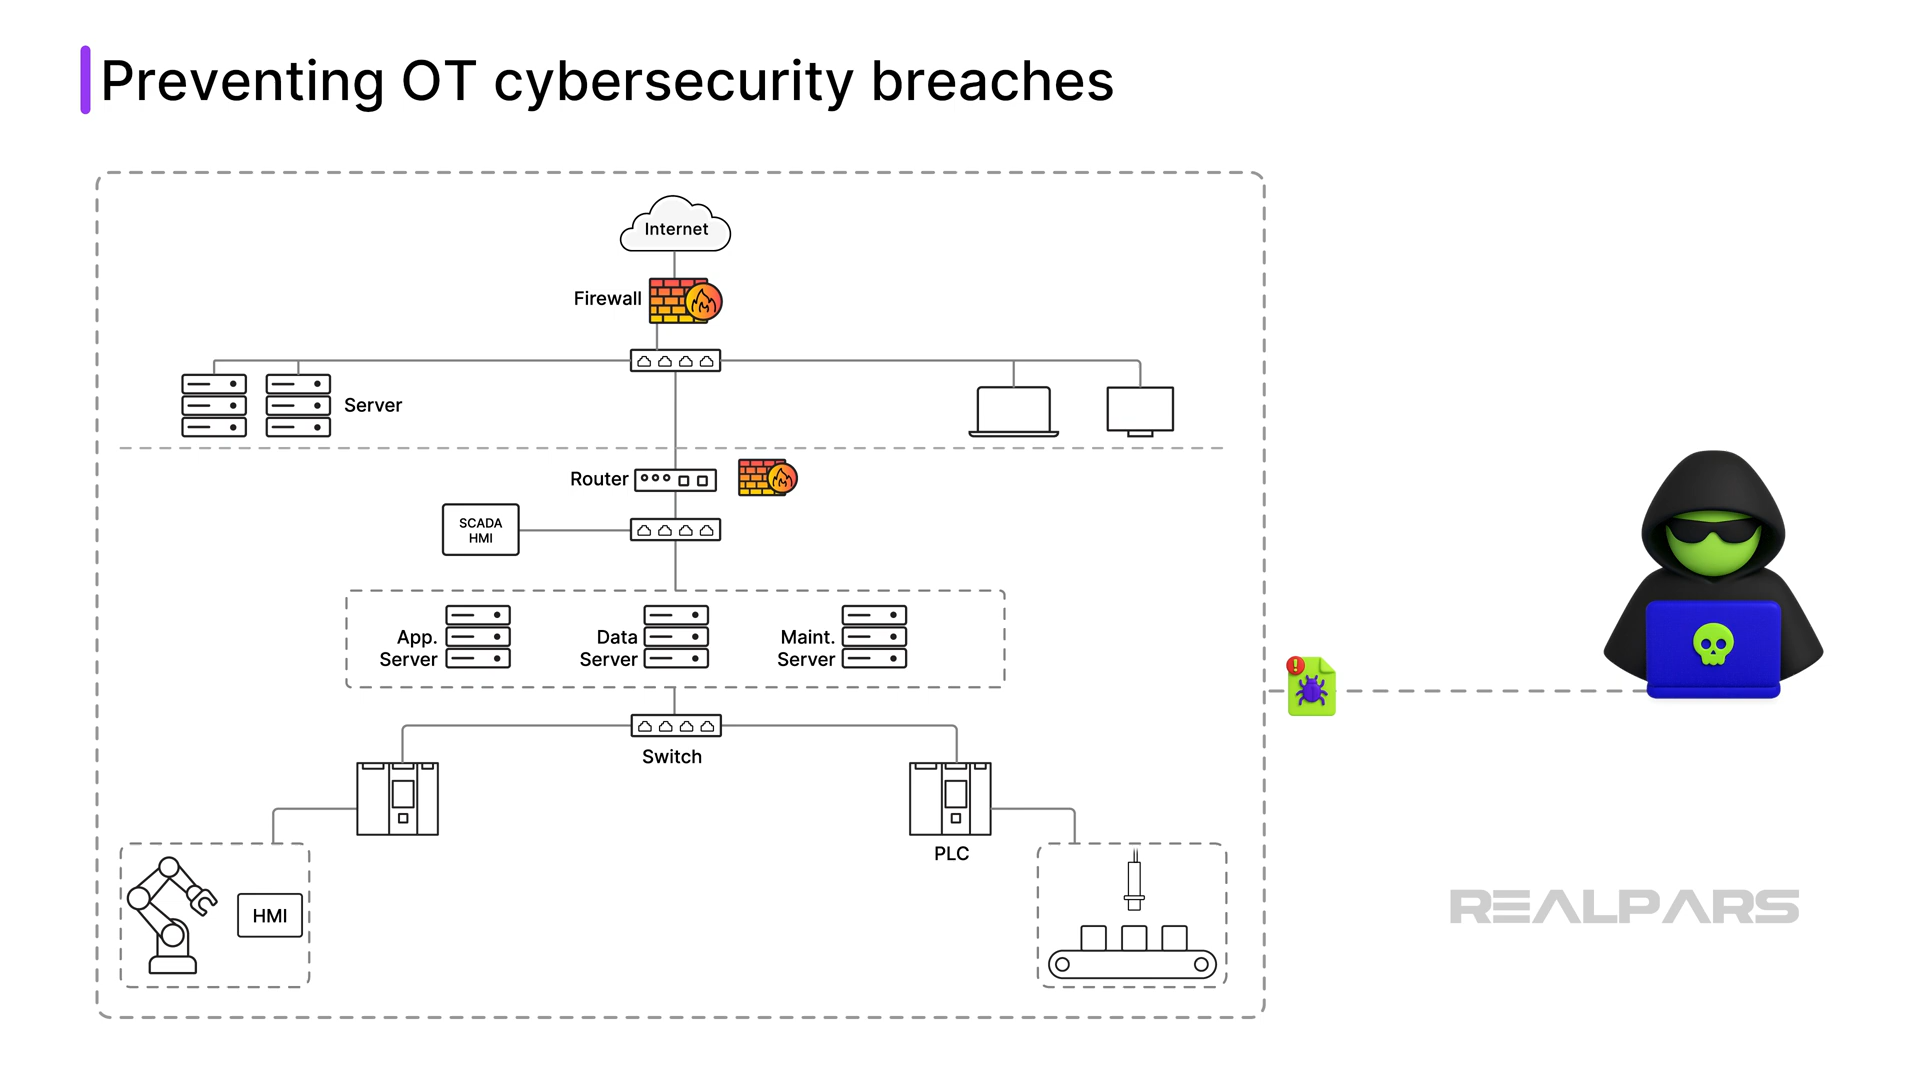 Preventing OT cybersecurity breaches
Internet
Firewall
Server
Router
SCADA
HMI
App.
Server
Data
Server
Maint.
Server
Switch
PLC
HMI
REALPARS